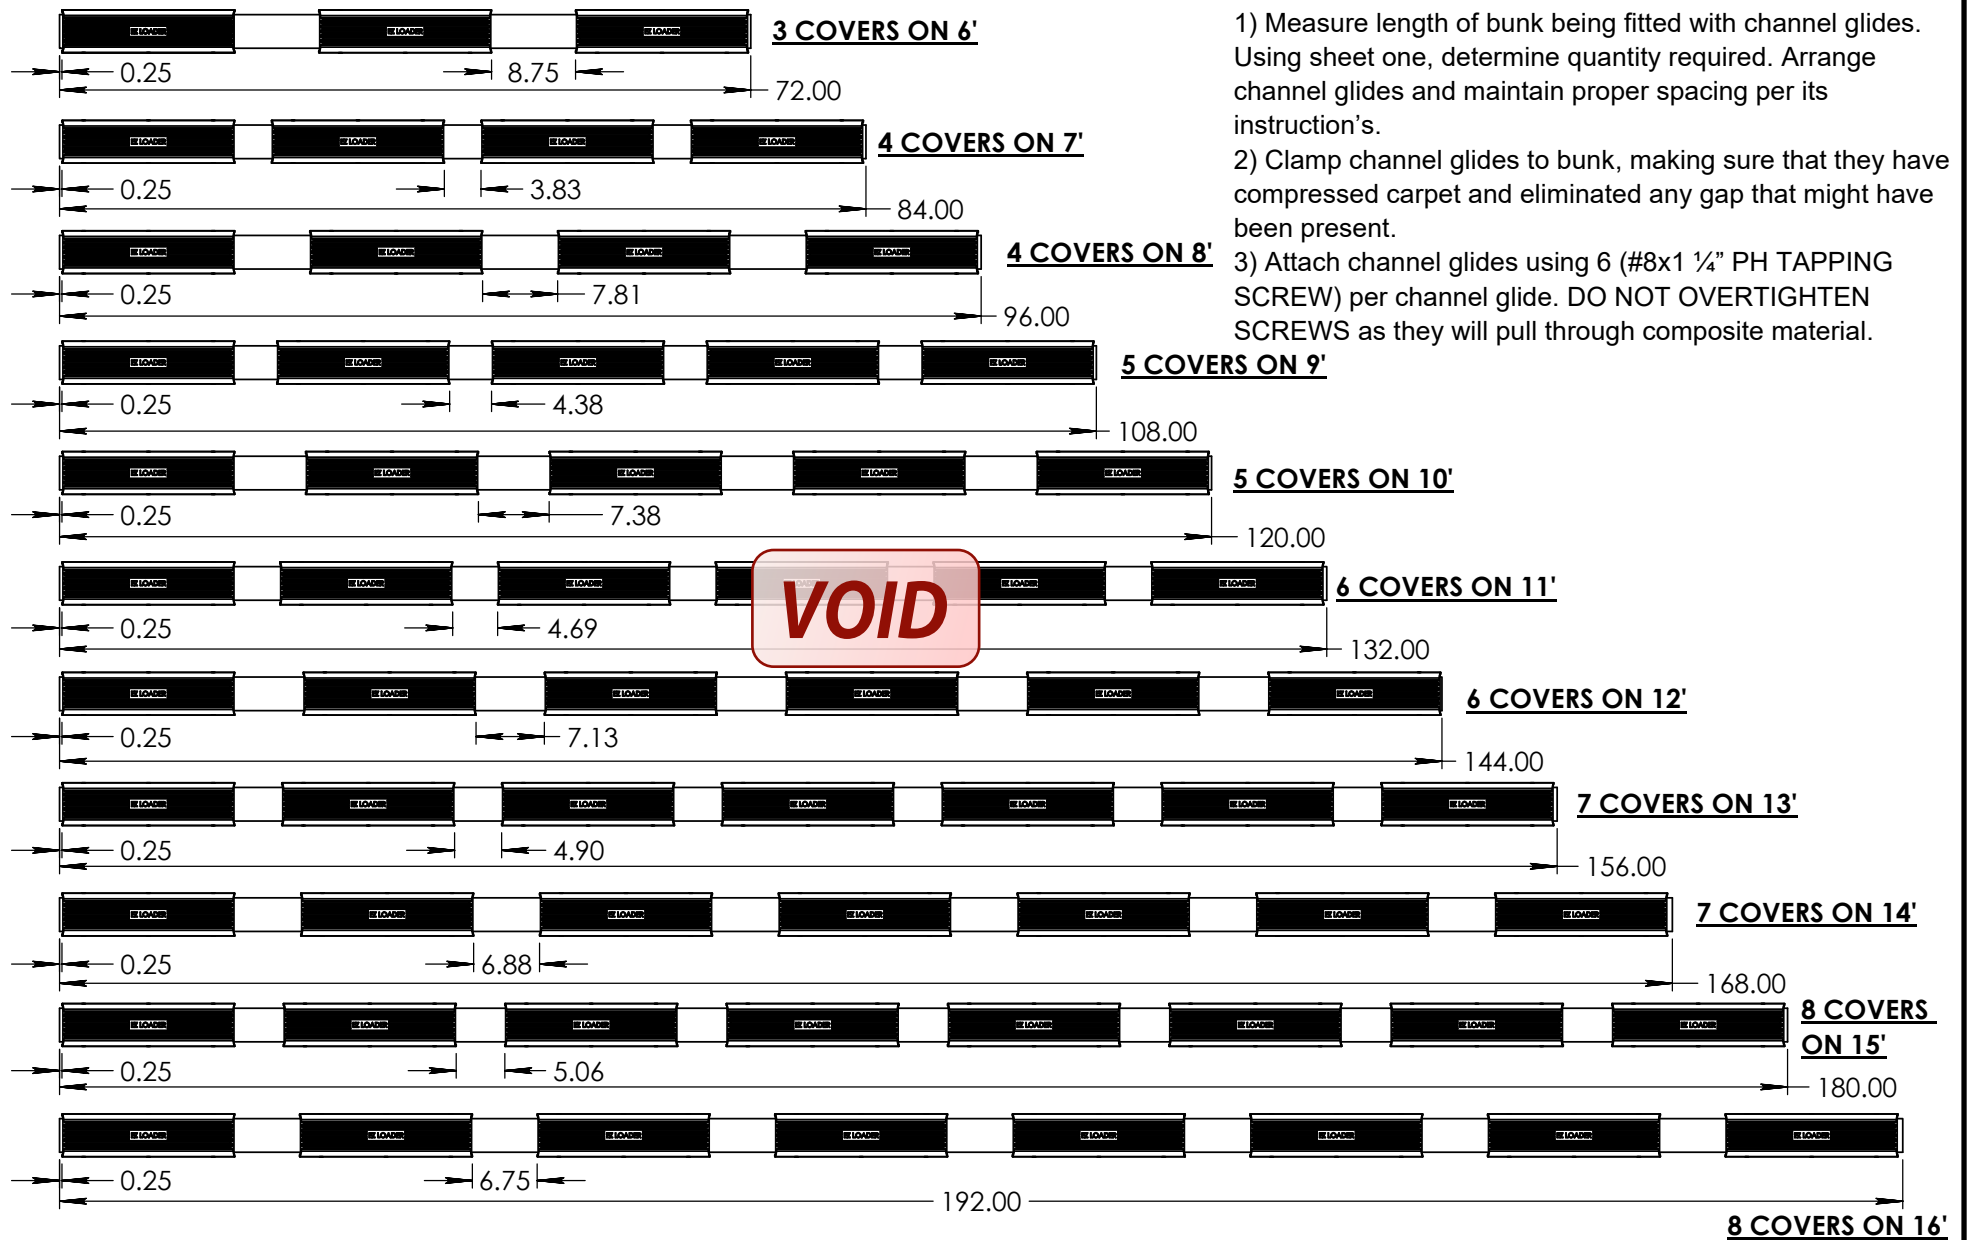 3 COVERS ON 6'
0.25
8.75
72.00
1) Measure length of bunk being fitted with channel glides.
Using sheet one, determine quantity required. Arrange
channel glides and maintain proper spacing per its
instruction's.
2) Clamp channel glides to bunk, making sure that they have
compressed carpet and eliminated any gap that might have
been present.
3) Attach channel glides using 6 (#8x1 ¼” PH TAPPING
SCREW) per channel glide. DO NOT OVERTIGHTEN
SCREWS as they will pull through composite material.
4 COVERS ON 7'
0.25
3.83
84.00
4 COVERS ON 8'
0.25
7.81
96.00
5 COVERS ON 9'
0.25
4.38
108.00
5 COVERS ON 10'
0.25
7.38
120.00
VOID
6 COVERS ON 11'
0.25
4.69
132.00
6 COVERS ON 12'
0.25
7.13
144.00
7 COVERS ON 13'
0.25
4.90
156.00
7 COVERS ON 14'
0.25
6.88
168.00
8 COVERS
ON 15'
0.25
5.06
180.00
0.25
6.75
192.00
8 COVERS ON 16'